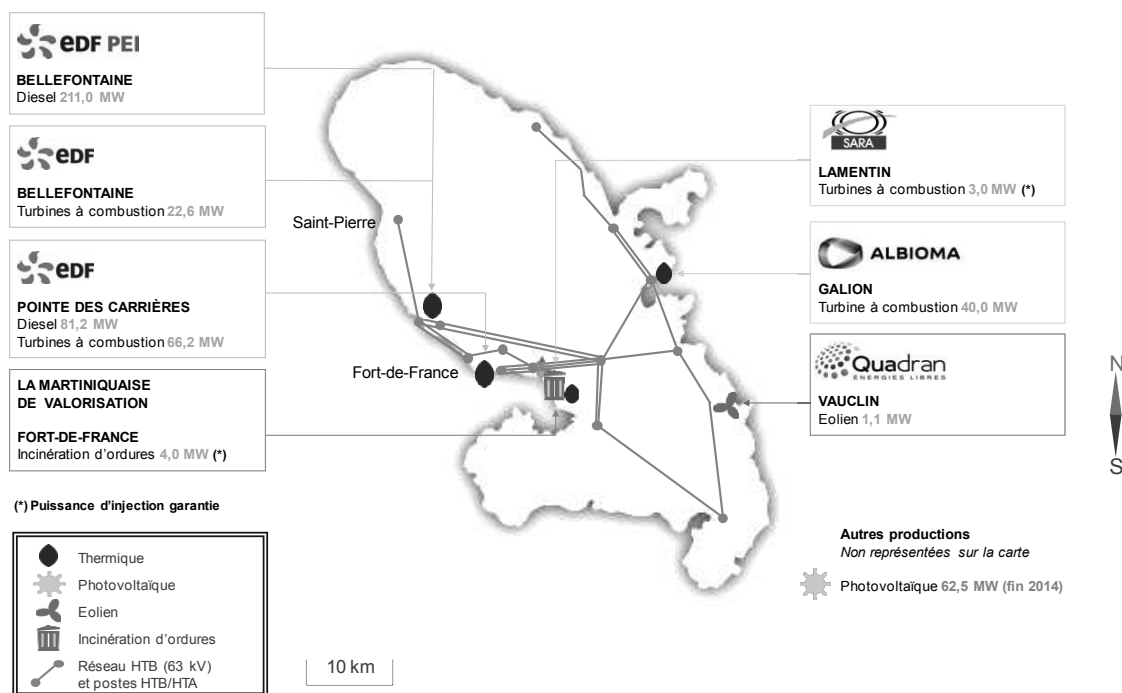 eDF PEI
BELLEFONTAINE
Diesel 211,0 MW
eDF
BELLEFONTAINE
Turbines à combustion 22,6 MW
eDF
POINTE DES CARRIÈRES
Diesel 81,2 MW
Turbines à combustion 66,2 MW
LA MARTINIQUAISE
DE VALORISATION
FORT-DE-FRANCE
Incinération d’ordures 4,0 MW (*)
(*) Puissance d’injection garantie
Thermique
Photovoltaïque
Eolien
Incinération d’ordures
Réseau HTB (63 kV)
et postes HTB/HTA
10 km
Saint-Pierre
Fort-de-France
SARA
LAMENTIN
Turbines à combustion 3,0 MW (*)
ALBIOMA
GALION
Turbine à combustion 40,0 MW
Quadran
ÉNERGIES LIBRES
VAUCLIN
Eolien 1,1 MW
N
S
Autres productions
Non représentées sur la carte
Photovoltaïque 62,5 MW (fin 2014)